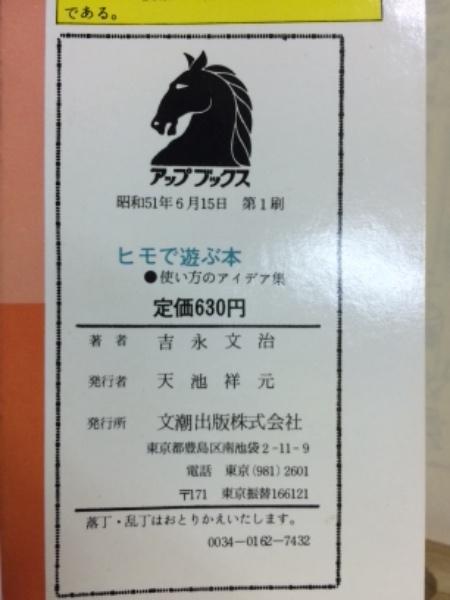 である。
アップブックス
昭和51年6月15日 第1刷
ヒモで遊ぶ本
●使い方のアイデア集
定価630円
著者 吉永文治
発行者 天池祥元
発行所 文潮出版株式会社
東京都豊島区南池袋2-11-9
電話 東京(981)2601
〒171 東京振替166121
落丁・乱丁はおとりかえいたします。
0034-0162-7432